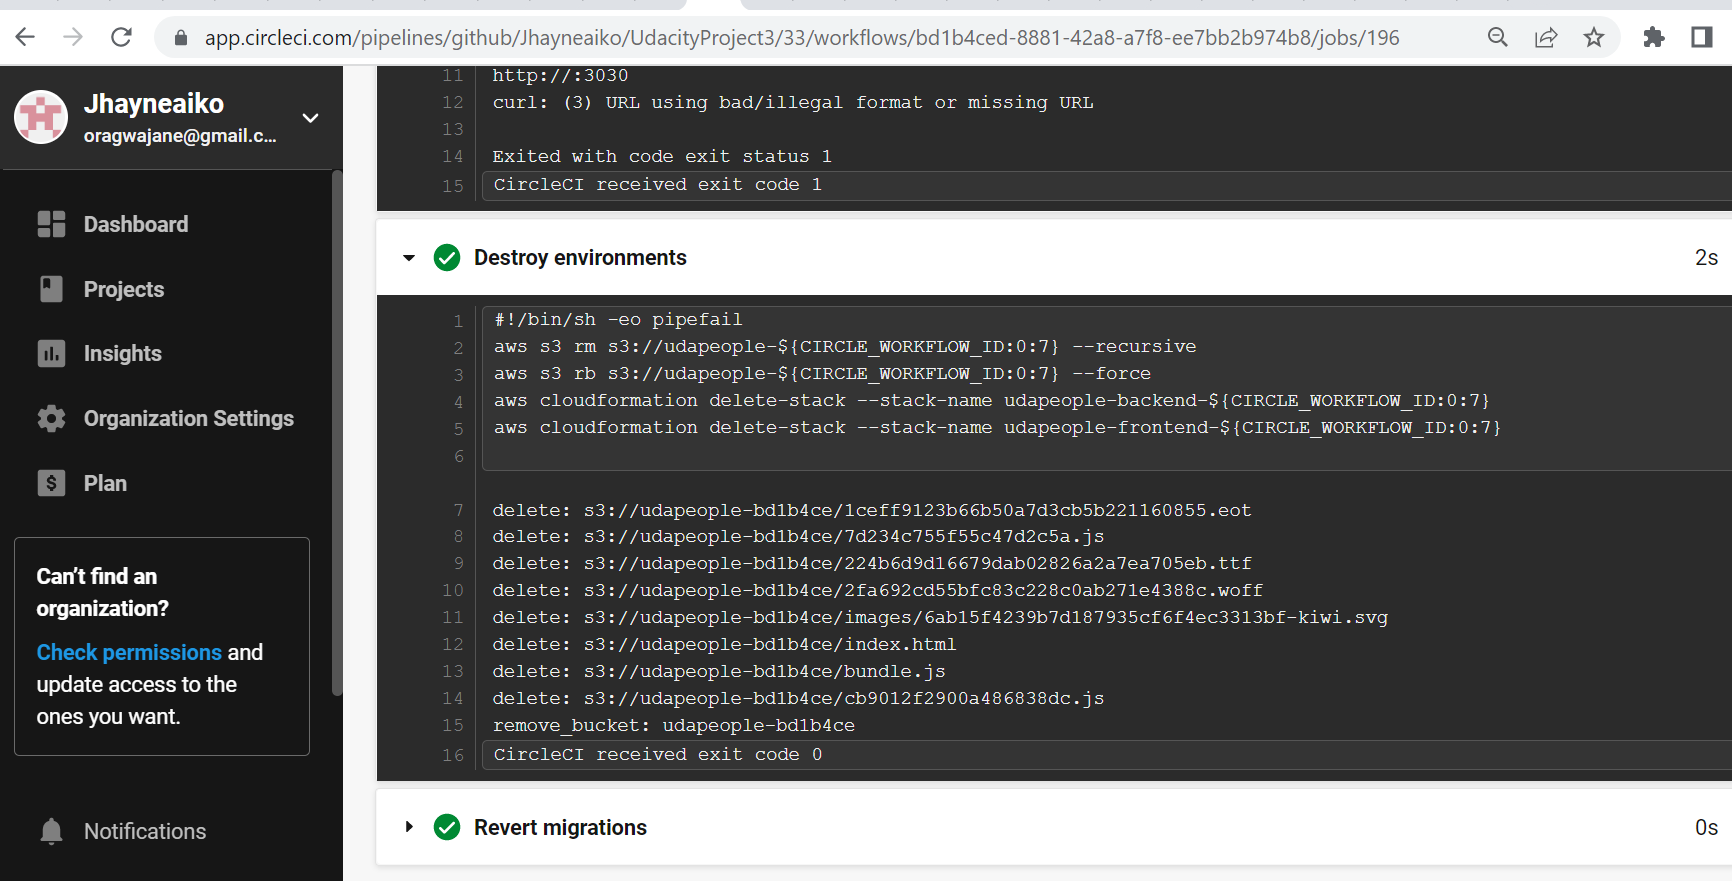 app.circleci.com/pipelines/github/Jhayneaiko/UdacityProject3/33/workflows/bd1b4ced-8881-42a8-a7f8-ee7bb2b974b8/jobs/196
Jhayneaiko
oragwajane@gmail.c...
Dashboard
Projects
Insights
Organization Settings
$ Plan
Can't find an
organization?
Check permissions and
update access to the
ones you want.
Notifications
11 http://:3030
12 curl: (3) URL using bad/illegal format or missing URL
13
14 Exited with code exit status 1
15 CircleCI received exit code 1
Destroy environments 2s
1 #!/bin/sh -eo pipefail
2 aws s3 rm s3://udapeople-${CIRCLE_WORKFLOW_ID:0:7} --recursive
3 aws s3 rb s3://udapeople-${CIRCLE_WORKFLOW_ID:0:7} --force
4 aws cloudformation delete-stack --stack-name udapeople-backend-${CIRCLE_WORKFLOW_ID:0:7}
5 aws cloudformation delete-stack --stack-name udapeople-frontend-${CIRCLE_WORKFLOW_ID:0:7}
6
7 delete: s3://udapeople-bd1b4ce/1ceff9123b66b50a7d3cb5b221160855.eot
8 delete: s3://udapeople-bd1b4ce/7d234c755f55c47d2c5a.js
9 delete: s3://udapeople-bd1b4ce/224b6d9d16679dab02826a2a7ea705eb.ttf
10 delete: s3://udapeople-bd1b4ce/2fa692cd55bfc83c228c0ab271e4388c.woff
11 delete: s3://udapeople-bd1b4ce/images/6ab15f4239b7d187935cf6f4ec3313bf-kiwi.svg
12 delete: s3://udapeople-bd1b4ce/index.html
13 delete: s3://udapeople-bd1b4ce/bundle.js
14 delete: s3://udapeople-bd1b4ce/cb9012f2900a486838dc.js
15 remove_bucket: udapeople-bd1b4ce
16 CircleCI received exit code 0
Revert migrations 0s